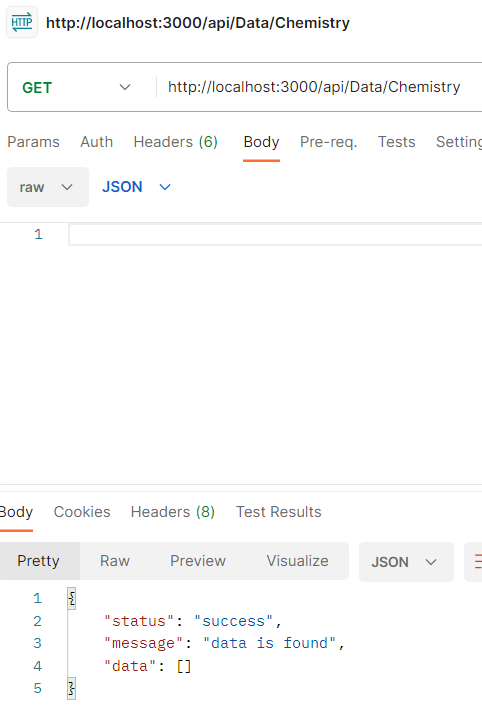 HTTP http://localhost:3000/api/Data/Chemistry
GET http://localhost:3000/api/Data/Chemistry
Params Auth Headers (6) Body Pre-req. Tests Setting
raw JSON
1
Body Cookies Headers (8) Test Results
Pretty Raw Preview Visualize JSON
1 {
2 "status": "success",
3 "message": "data is found",
4 "data": []
5 }